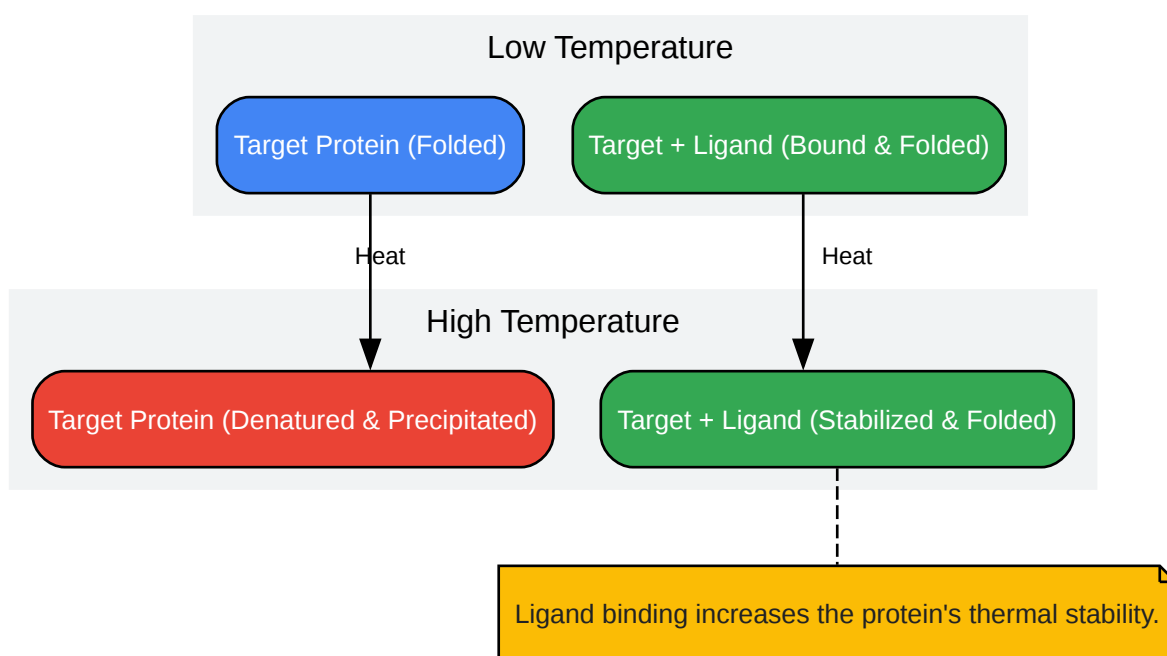 Low Temperature
Target Protein (Folded)
Target + Ligand (Bound & Folded)
Heat
Heat
High Temperature
Target Protein (Denatured & Precipitated)
Target + Ligand (Stabilized & Folded)
Ligand binding increases the protein's thermal stability.